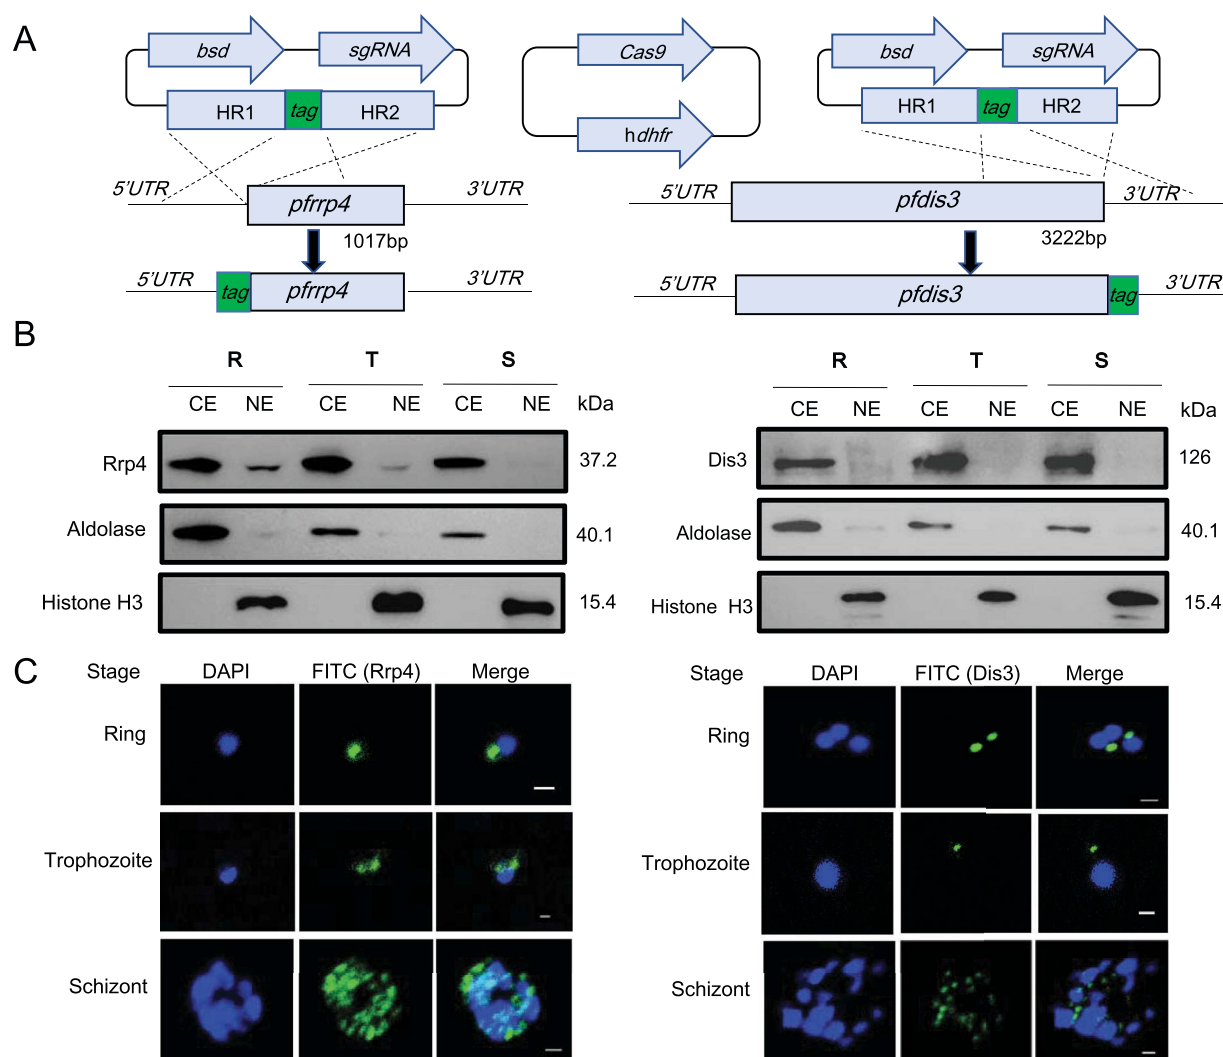 A
bsd sgRNA Cas9 bsd sgRNA
HR1 tag HR2 hdhfr HR1 tag HR2
5'UTR pfrrp4 3'UTR pfdis3 3'UTR
5'UTR
1017bp 3222bp
5'UTR tag pfrrp4 3'UTR 5'UTR pfdis3 tag 3'UTR
B
R T S R T S
CE NE CE NE CE NE kDa CE NE CE NE CE NE kDa
Rrp4 37.2 Dis3 126
Aldolase 40.1 Aldolase 40.1
Histone H3 15.4 Histone H3 15.4
C
Stage DAPI FITC (Rrp4) Merge Stage DAPI FITC (Dis3) Merge
Ring Ring
Trophozoite Trophozoite
Schizont Schizont